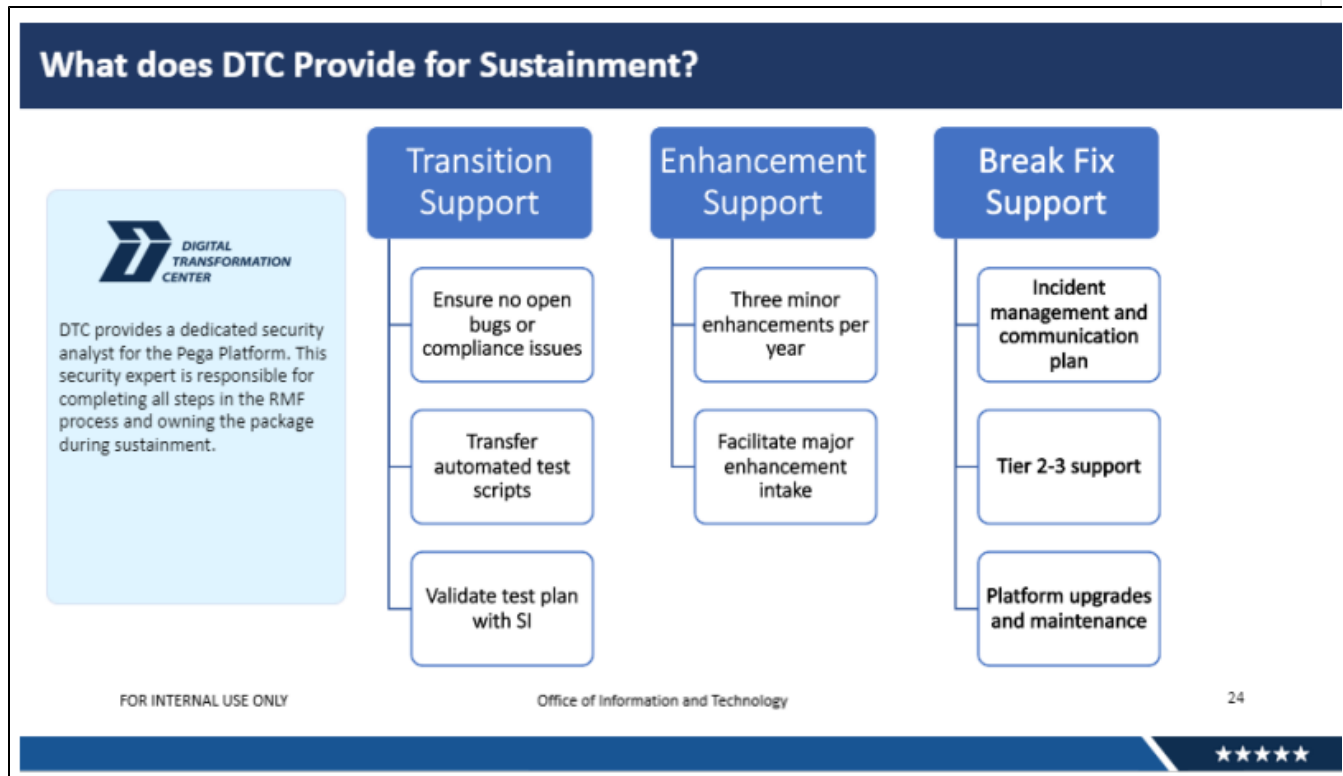 What does DTC Provide for Sustainment?
DIGITAL
TRANSFORMATION
CENTER
DTC provides a dedicated security
analyst for the Pega Platform. This
security expert is responsible for
completing all steps in the RMF
process and owning the package
during sustainment.
Transition
Support
Ensure no open
bugs or
compliance issues
Transfer
automated test
scripts
Validate test plan
with SI
Enhancement
Support
Three minor
enhancements per
year
Facilitate major
enhancement
intake
Break Fix
Support
Incident
management and
communication
plan
Tier 2-3 support
Platform upgrades
and maintenance
FOR INTERNAL USE ONLY
Office of Information and Technology
24